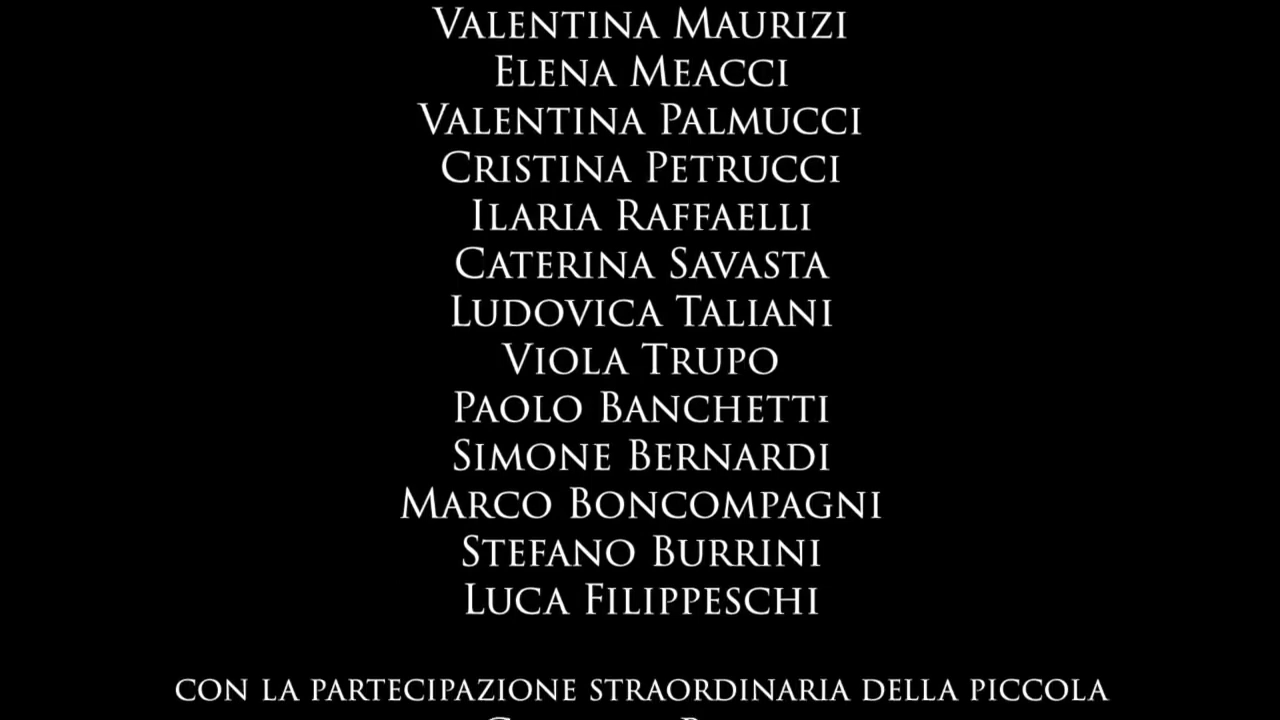 Valentina Maurizi
Elena Meacci
Valentina Palmucci
Cristina Petrucci
Ilaria Raffaelli
Caterina Savasta
Ludovica Taliani
Viola Trupo
Paolo Banchetti
Simone Bernardi
Marco Boncompagni
Stefano Burrini
Luca Filippeschi
con la partecipazione straordinaria della piccola